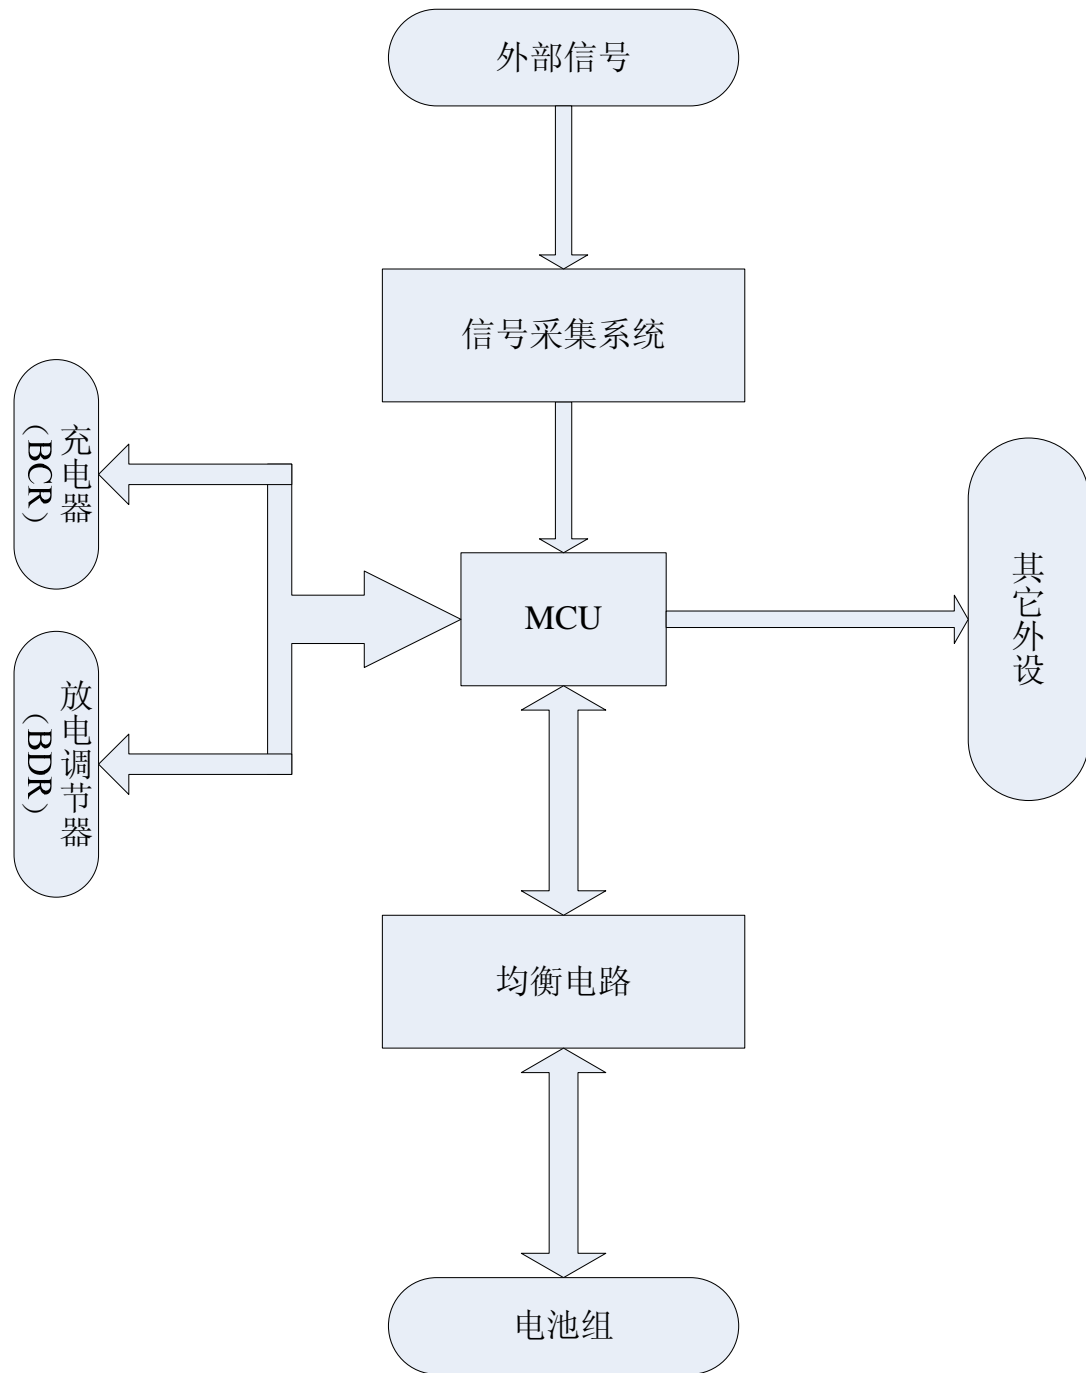 外部信号
信号采集系统
充电器
(BCR)
MCU
其它外设
放电调节器
(BDR)
均衡电路
电池组